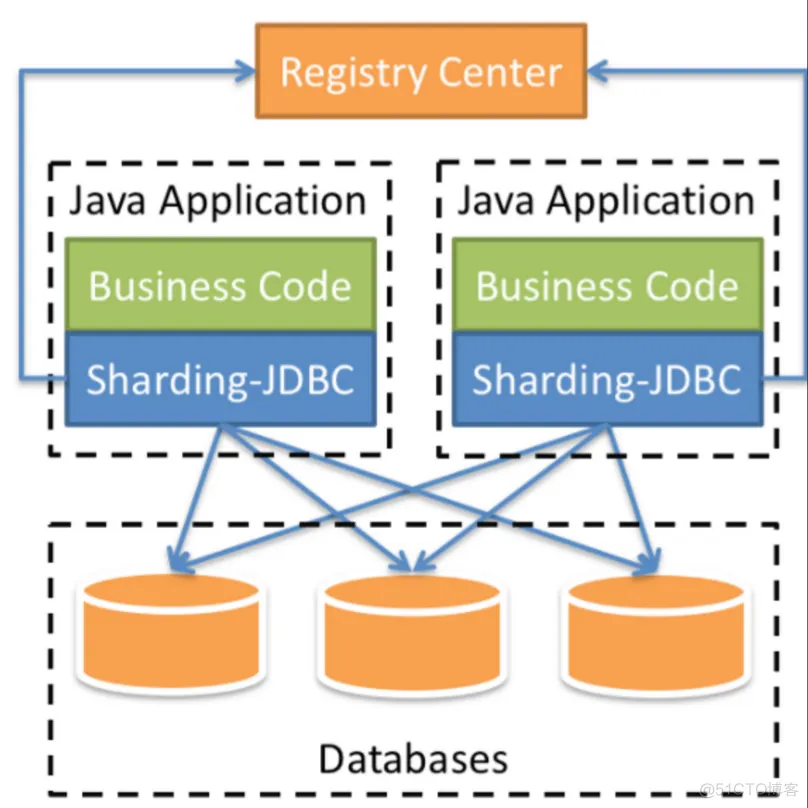 Registry Center
Java Application
Business Code
Sharding-JDBC
Java Application
Business Code
Sharding-JDBC
Databases
@51CTO博客